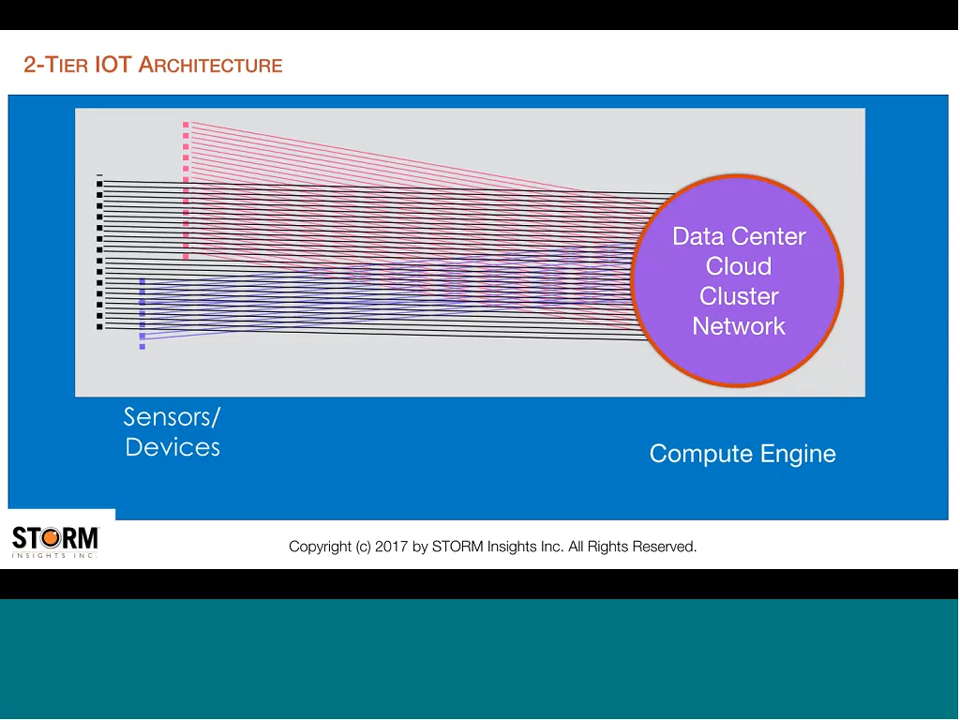 2-TIER IOT ARCHITECTURE
Data Center
Cloud
Cluster
Network
Sensors/
Devices
Compute Engine
STORM
INSIGHTS INC.
Copyright (c) 2017 by STORM Insights Inc. All Rights Reserved.